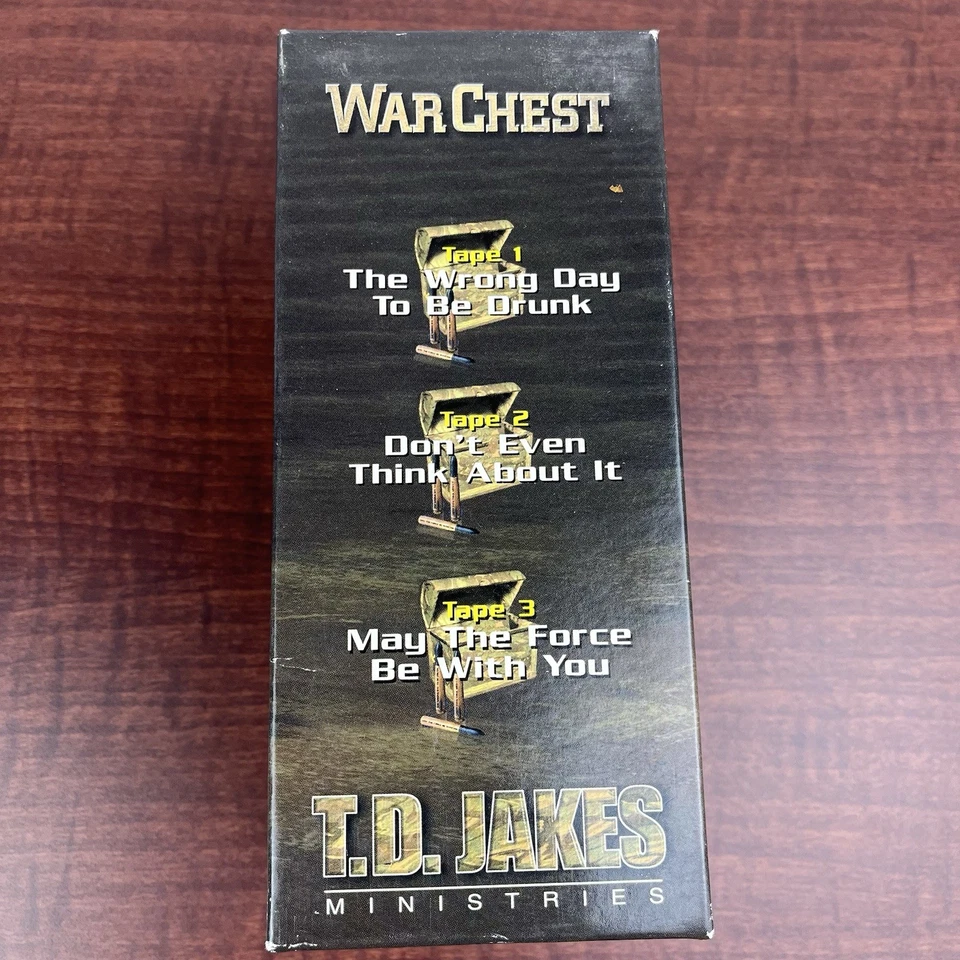 WAR CHEST
Tape 1
The Wrong Day
To Be Drunk
Tape 2
Don't Even
Think About It
Tape 3
May The Force
Be With You
T.D. JAKES
MINISTRIES